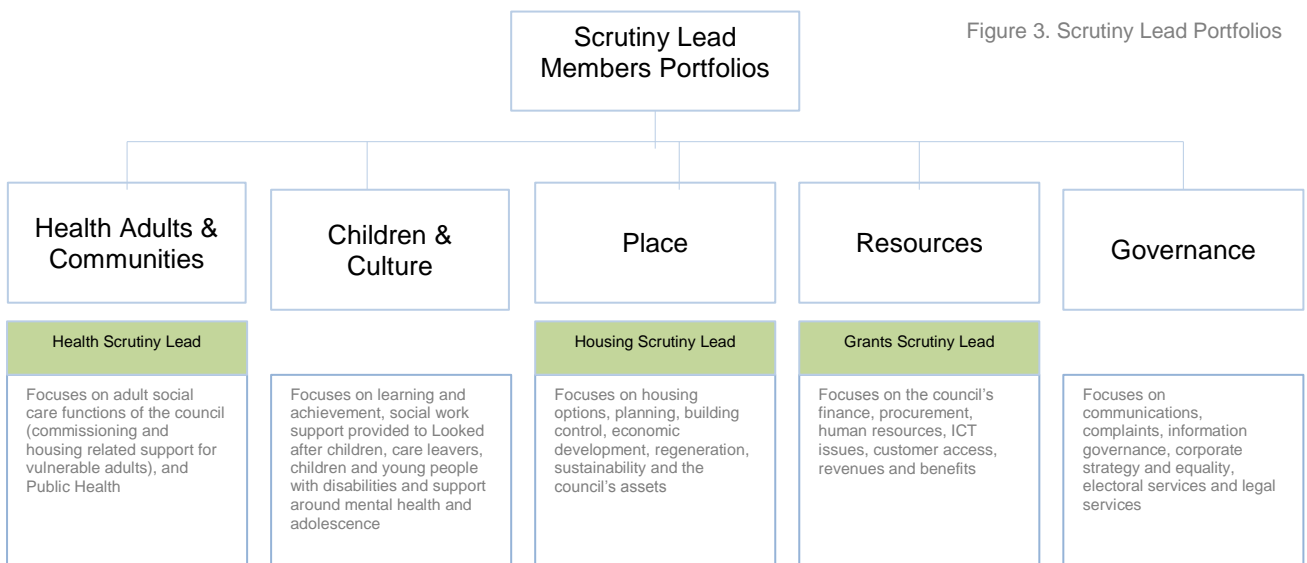 Figure 3. Scrutiny Lead Portfolios
Scrutiny Lead
Members Portfolios
Health Adults &
Communities
Children &
Culture
Place
Resources
Governance
Health Scrutiny Lead
Housing Scrutiny Lead
Grants Scrutiny Lead
Focuses on adult social
care functions of the council
(commissioning and
housing related support for
vulnerable adults), and
Public Health
Focuses on learning and
achievement, social work
support provided to Looked
after children, care leavers,
children and young people
with disabilities and support
around mental health and
adolescence
Focuses on housing
options, planning, building
control, economic
development, regeneration,
sustainability and the
council’s assets
Focuses on the council’s
finance, procurement,
human resources, ICT
issues, customer access,
revenues and benefits
Focuses on
communications,
complaints, information
governance, corporate
strategy and equality,
electoral services and legal
services